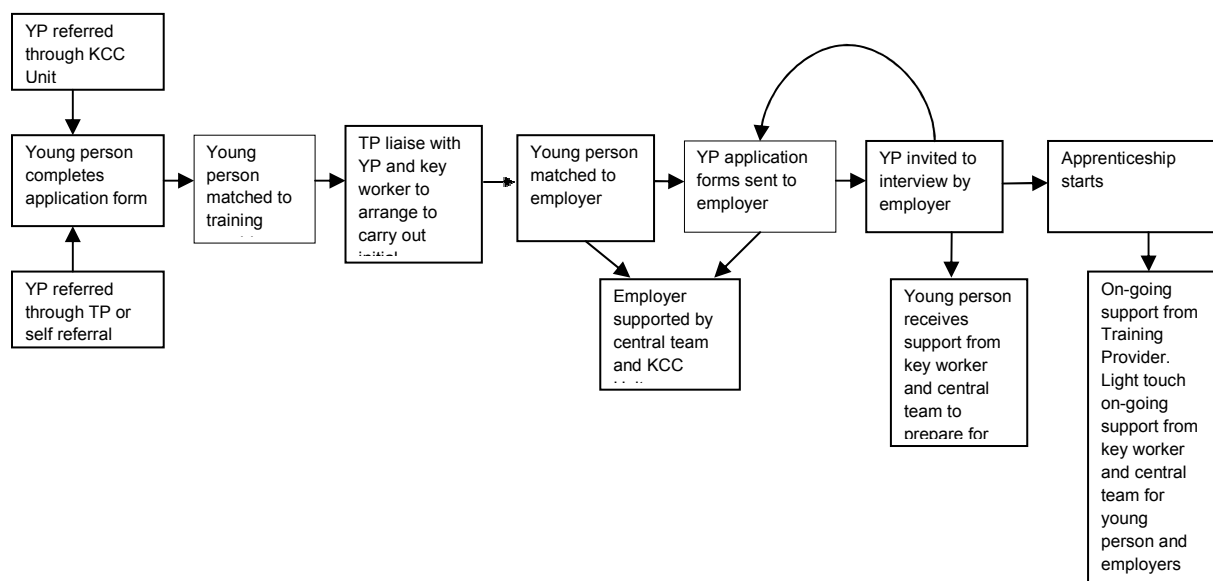 YP referred
through KCC
Unit
Young person
completes
application form
YP referred
through TP or
self referral
Young
person
matched to
training
TP liaise with
YP and key
worker to
arrange to
carry out
initial
Young person
matched to
employer
YP application
forms sent to
employer
Employer
supported by
central team
and KCC
YP invited to
interview by
employer
Young person
receives
support from
key worker
and central
team to
prepare for
Apprenticeship
starts
On-going
support from
Training
Provider.
Light touch
on-going
support from
key worker
and central
team for
young
person and
employers